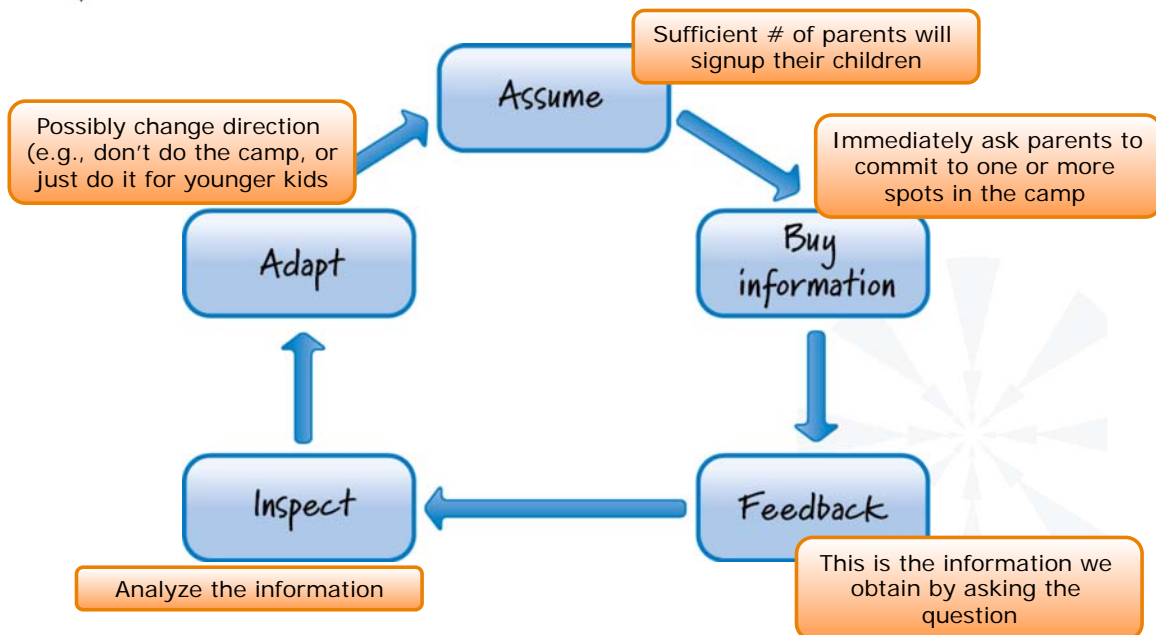 Sufficient # of parents will
signup their children
Assume
Possibly change direction
(e.g., don't do the camp, or
just do it for younger kids
Immediately ask parents to
commit to one or more
spots in the camp
Adapt
Buy
information
Inspect
Feedback
Analyze the information
This is the information we
obtain by asking the
question